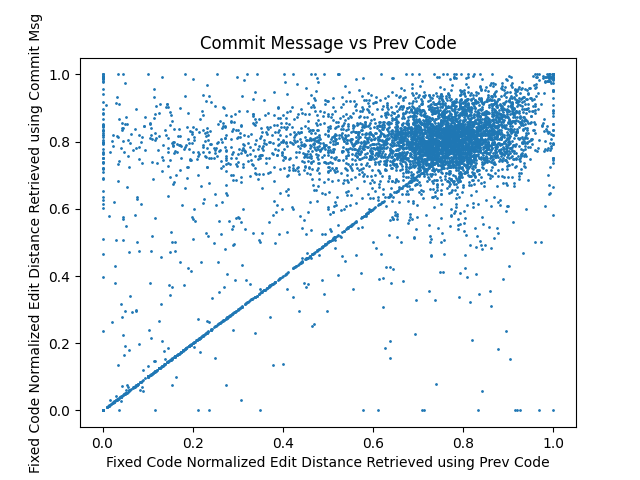 Commit Message vs Prev Code
Fixed Code Normalized Edit Distance Retrieved using Commit Msg
1.0
0.8
0.6
0.4
0.2
0.0
0.0 0.2 0.4 0.6 0.8 1.0
Fixed Code Normalized Edit Distance Retrieved using Prev Code